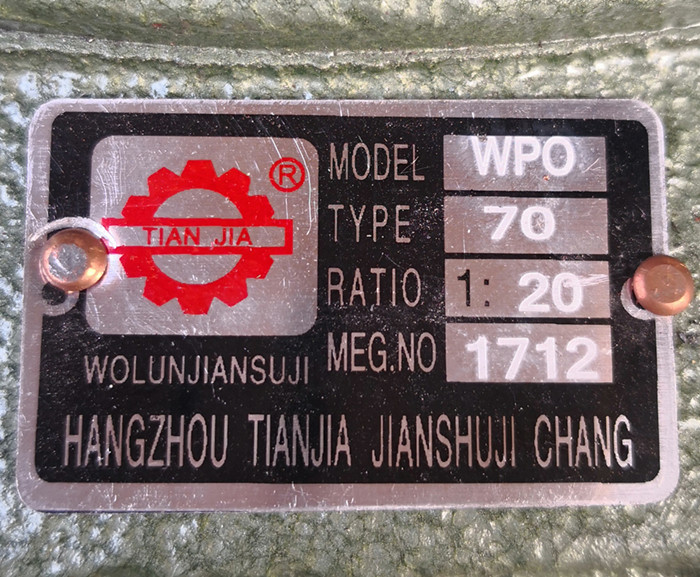 TIAN JIA ®
WOLUNJIANSUJI
MODEL WPO
TYPE 70
RATIO 1: 20
MEG.NO 1712
HANGZHOU TIANJIA JIANSHUJI CHANG